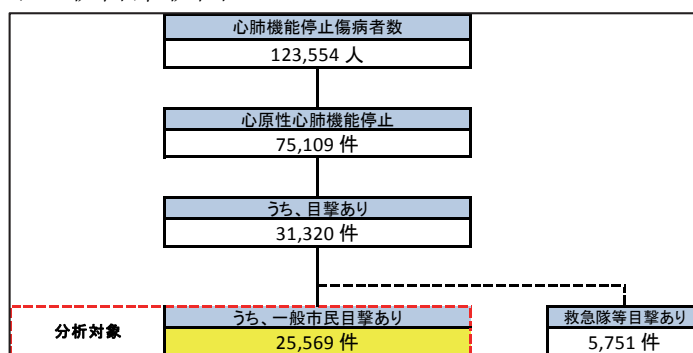 心肺機能停止傷病者数
123,554 人
心原性心肺機能停止
75,109 件
うち、目撃あり
31,320 件
分析対象
うち、一般市民目撃あり
25,569 件
救急隊等目撃あり
5,751 件